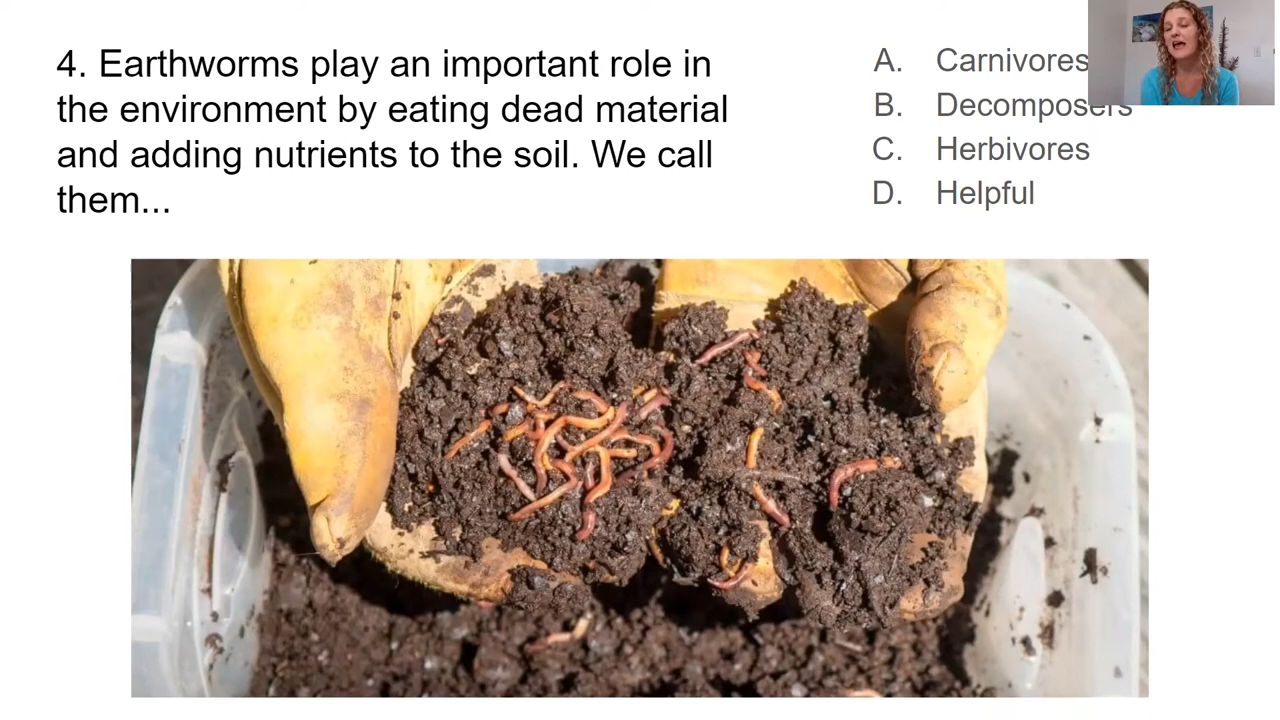 4. Earthworms play an important role in
the environment by eating dead material
and adding nutrients to the soil. We call
them...
A. Carnivores
B. Decomposers
C. Herbivores
D. Helpful